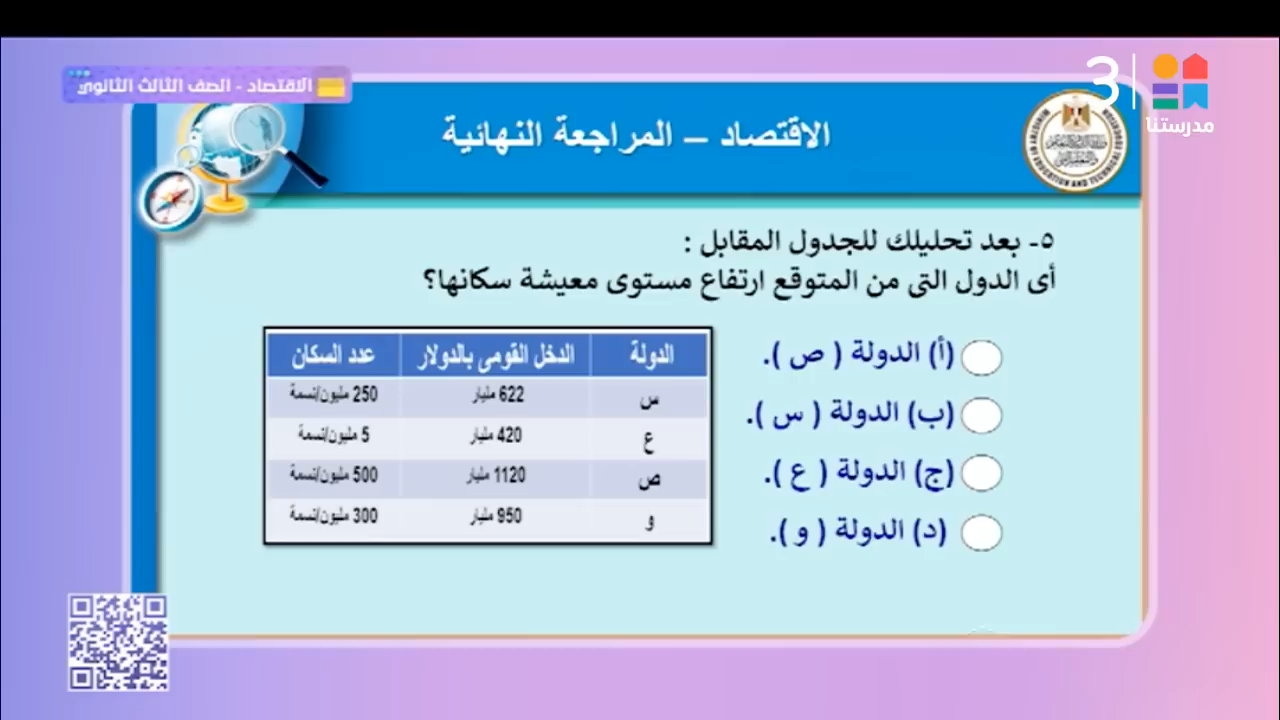 الاقتصاد - الصف الثالث الثانوي
3
مدرستنا
الاقتصاد – المراجعة النهائية
٥- بعد تحليلك للجدول المقابل :
أى الدول التى من المتوقع ارتفاع مستوى معيشة سكانها؟
(أ) الدولة ( ص ).
(ب) الدولة ( س ).
(ج) الدولة ( ع ).
(د) الدولة ( و ).
الدولة الدخل القومى بالدولار عدد السكان
س 622 مليار 250 مليون/نسمة
ع 420 مليار 5 مليون/نسمة
ص 1120 مليار 500 مليون/نسمة
و 950 مليار 300 مليون/نسمة